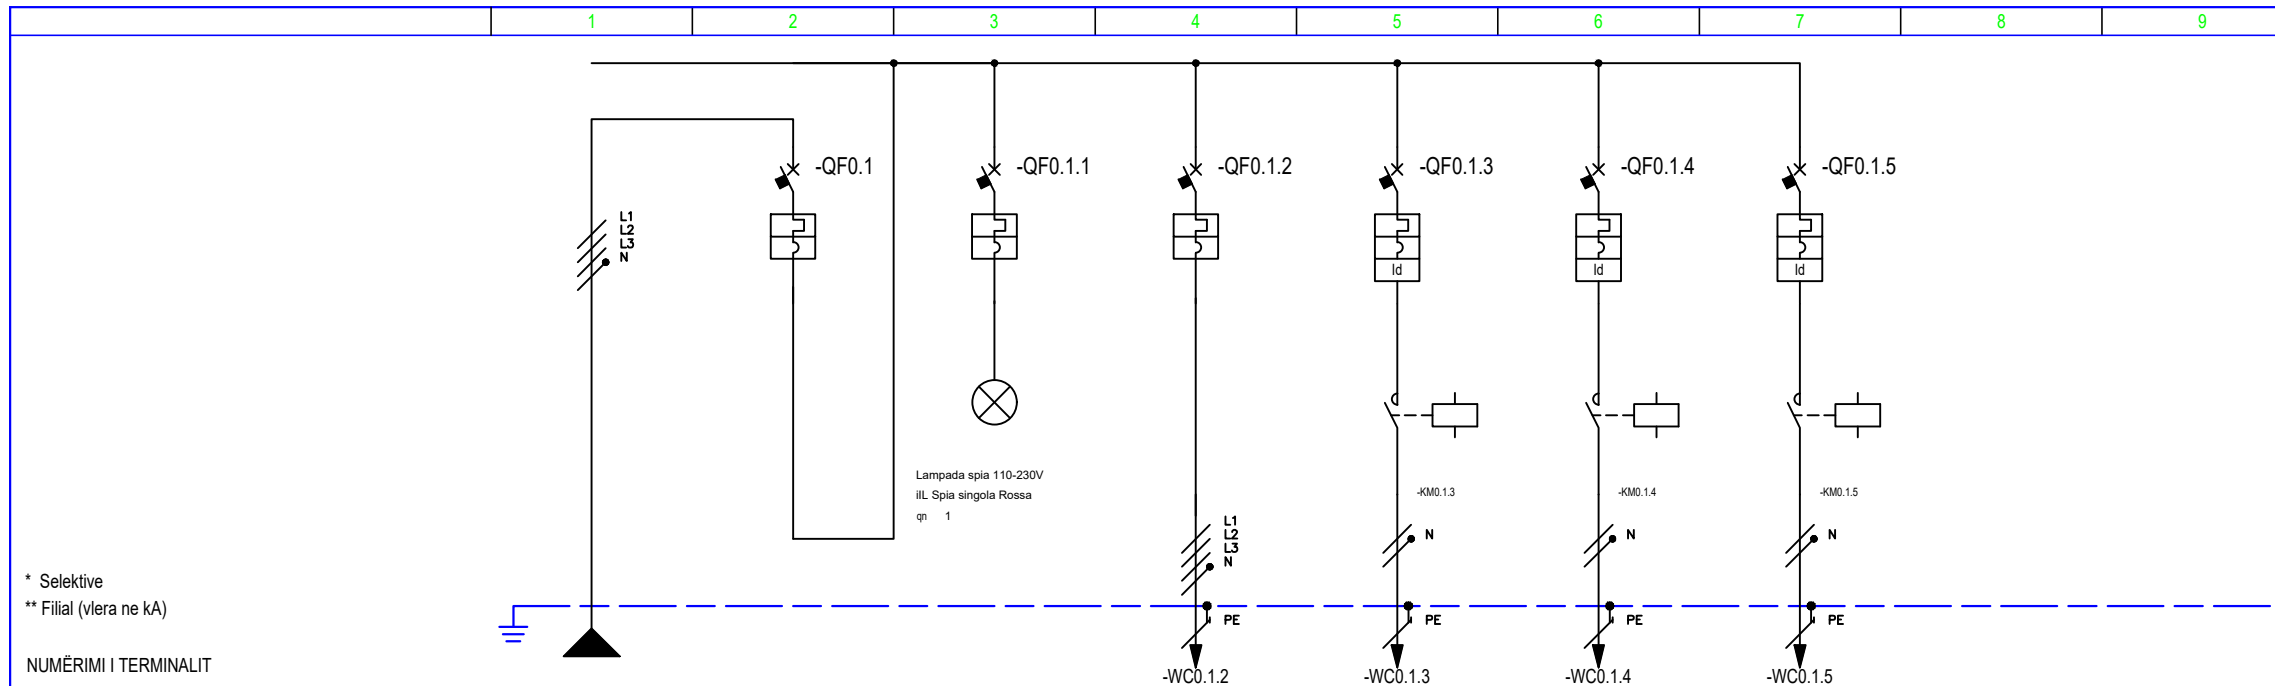 1 2 3 4 5 6 7 8 9
-QF0.1 -QF0.1.1 -QF0.1.2 -QF0.1.3 -QF0.1.4 -QF0.1.5
L1
L2
L3
N
Id Id Id
Lampada spia 110-230V
iIL Spia singola Rossa
qn 1
-KM0.1.3 -KM0.1.4 -KM0.1.5
L1
L2
L3
N
N N N
* Selektive
** Filial (vlera ne kA)
PE PE PE PE
NUMËRIMI I TERMINALIT
-WC0.1.2 -WC0.1.3 -WC0.1.4 -WC0.1.5